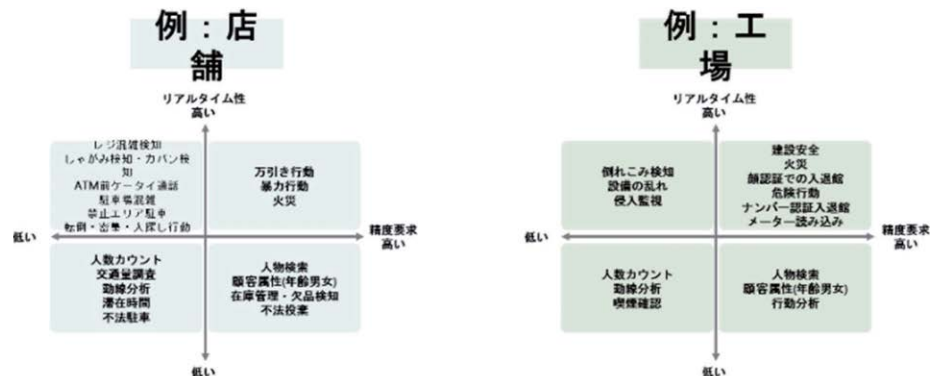 例：店
舗
リアルタイム性
高い
レジ混雑検知
しゃがみ検知・カバン検
知
ATM前ケータイ通話
駐車場混雑
禁止エリア駐車
転倒・密集・人探し行動
万引き行動
暴力行動
火災
低い
精度要求
高い
人数カウント
交通量調査
動線分析
滞在時間
不法駐車
人物検索
顧客属性(年齢男女)
在庫管理・欠品検知
不法投棄
低い
例：工
場
リアルタイム性
高い
倒れこみ検知
設備の乱れ
侵入監視
建設安全
火災
顔認証での入退館
危険行動
ナンバー認証入退館
メーター読み込み
低い
精度要求
高い
人数カウント
動線分析
喫煙確認
人物検索
顧客属性(年齢男女)
行動分析
低い